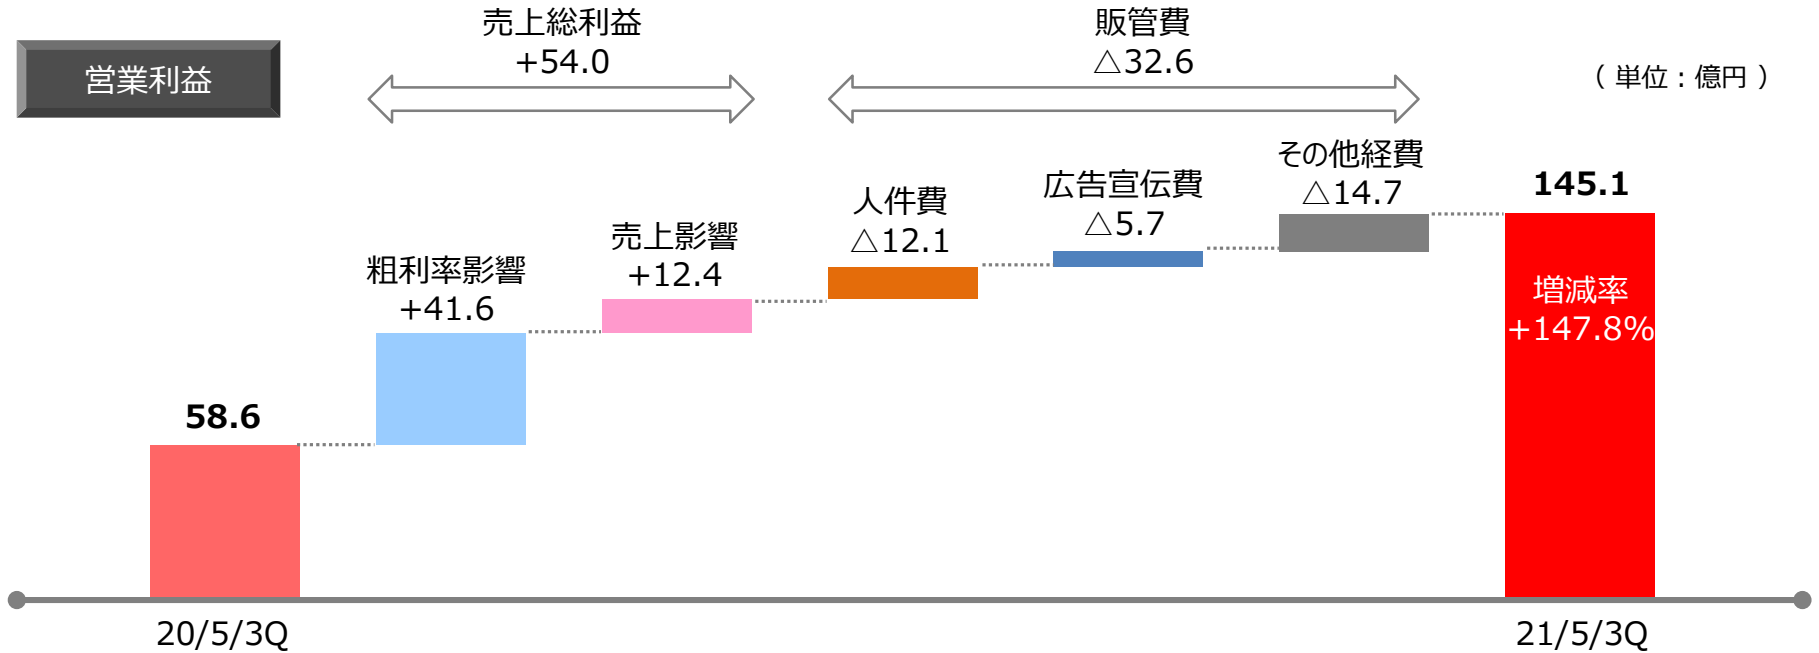 営業利益
売上総利益
+54.0
販管費
△32.6
( 単位:億円 )
58.6
粗利率影響
+41.6
売上影響
+12.4
人件費
△12.1
広告宣伝費
△5.7
その他経費
△14.7
145.1
増減率
+147.8%
20/5/3Q
21/5/3Q